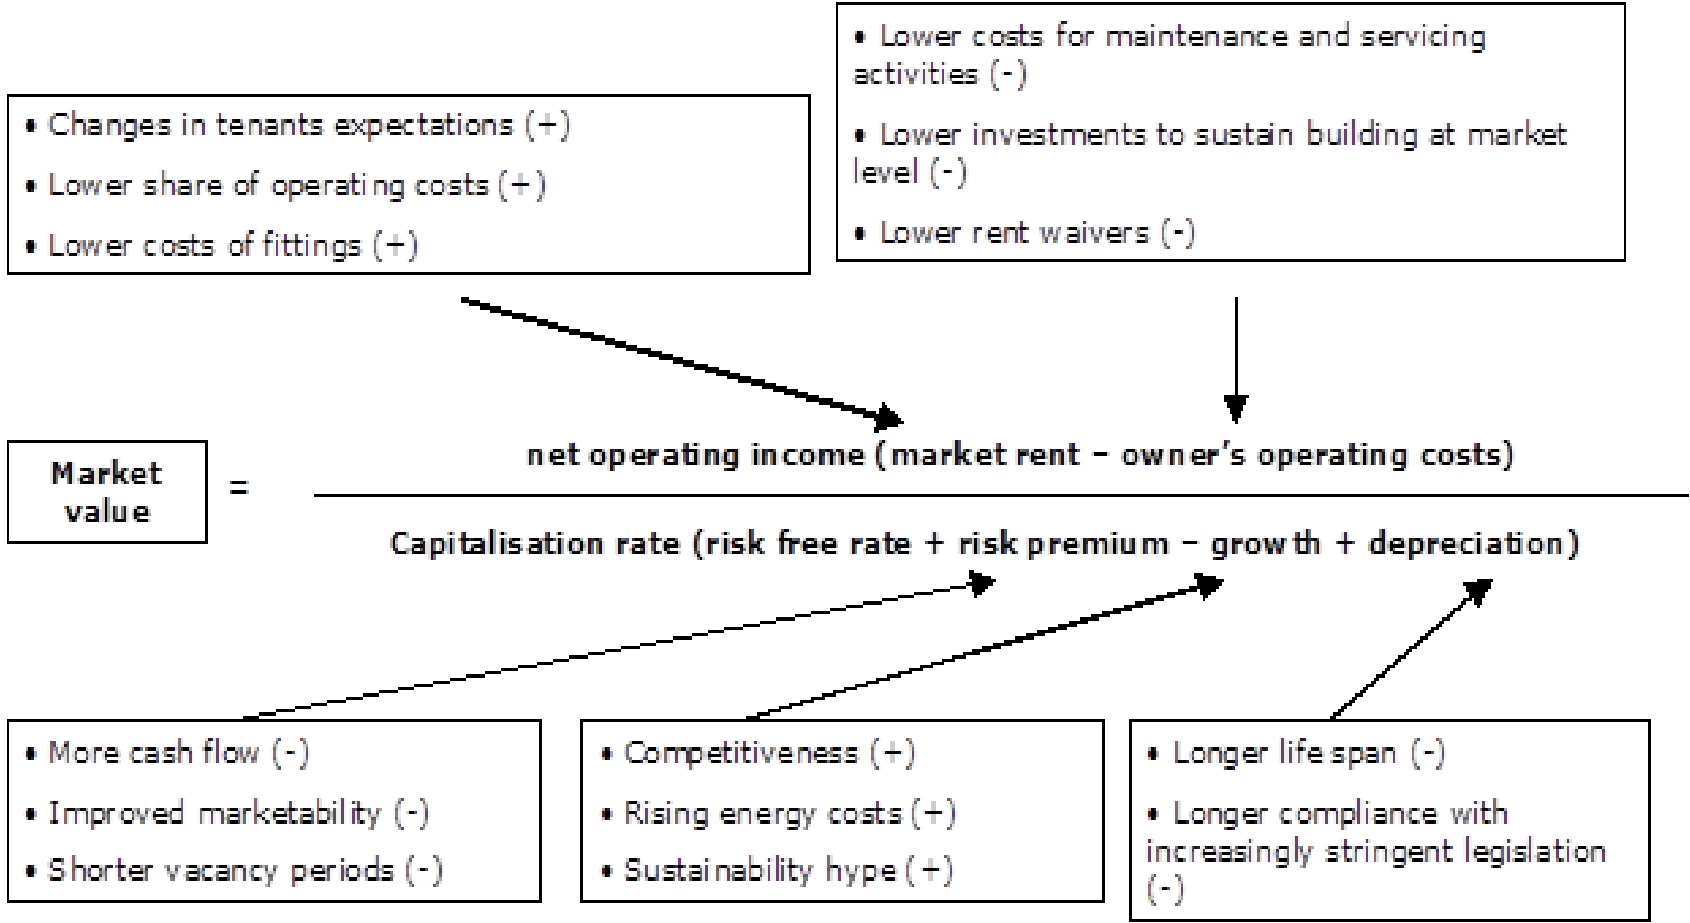 • Lower costs for maintenance and servicing
activities (-)
• Lower investments to sustain building at market
level (-)
• Lower rent waivers (-)
• Changes in tenants expectations (+)
• Lower share of operating costs (+)
• Lower costs of fittings (+)
Market
value
=
net operating income (market rent – owner's operating costs)
Capitalisation rate (risk free rate + risk premium – growth + depreciation)
• More cash flow (-)
• Improved marketability (-)
• Shorter vacancy periods (-)
• Competitiveness (+)
• Rising energy costs (+)
• Sustainability hype (+)
• Longer life span (-)
• Longer compliance with
increasingly stringent legislation
(-)